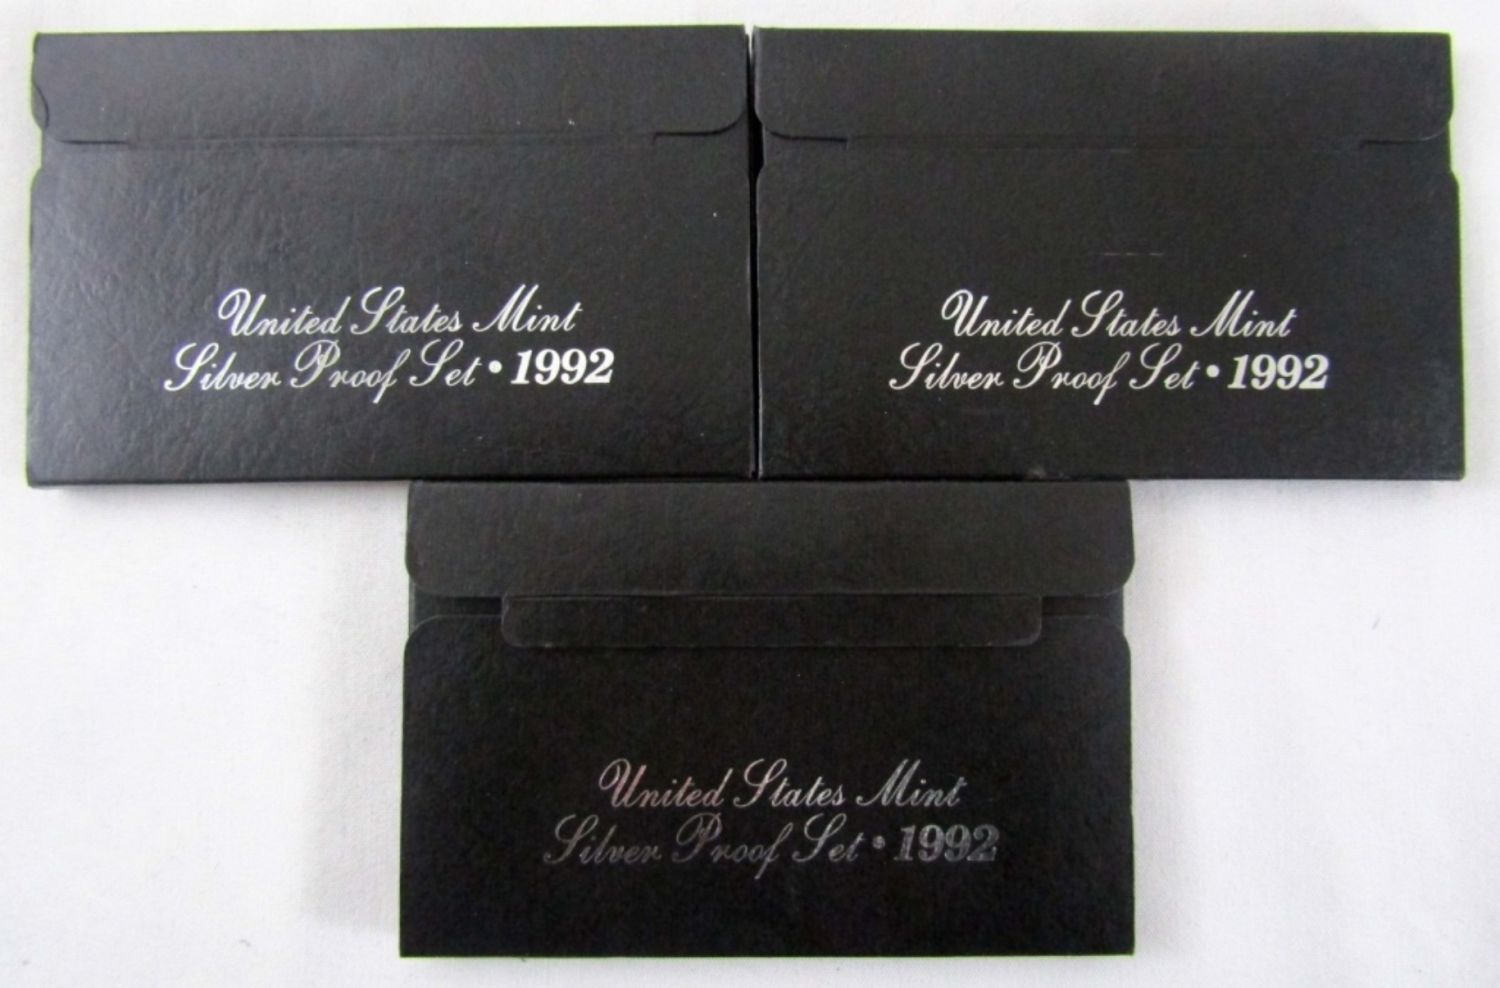 United States Mint
Silver Proof Set • 1992
United States Mint
Silver Proof Set • 1992
United States Mint
Silver Proof Set • 1992